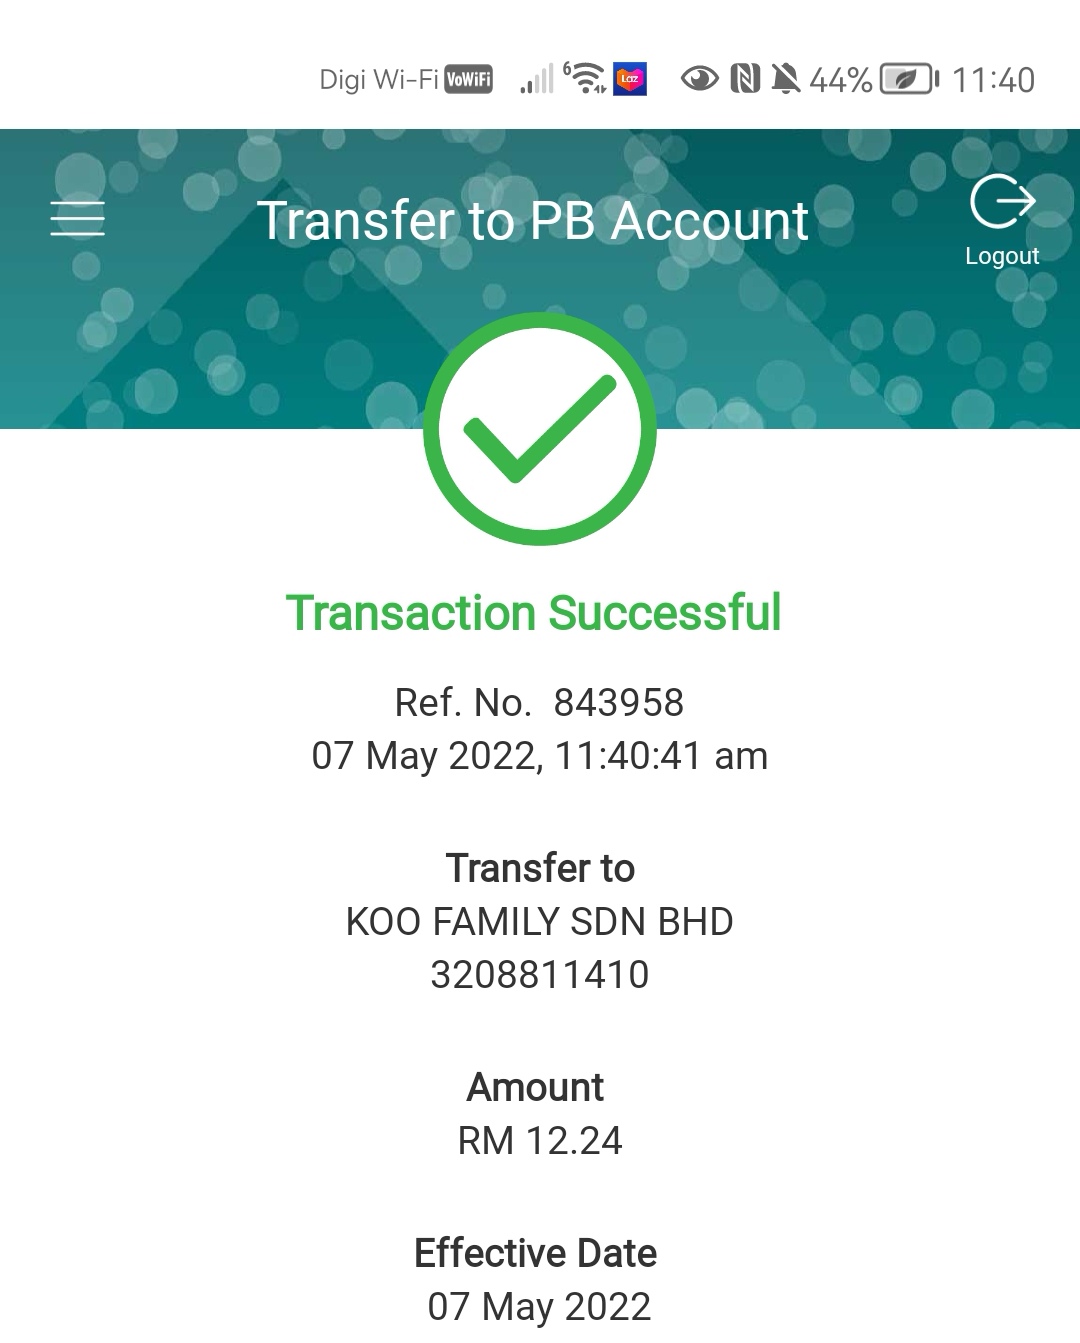 Digi Wi-Fi VoWiFi 6 Laz 44% 11:40
Transfer to PB Account
Logout
Transaction Successful
Ref. No. 843958
07 May 2022, 11:40:41 am
Transfer to
KOO FAMILY SDN BHD
3208811410
Amount
RM 12.24
Effective Date
07 May 2022